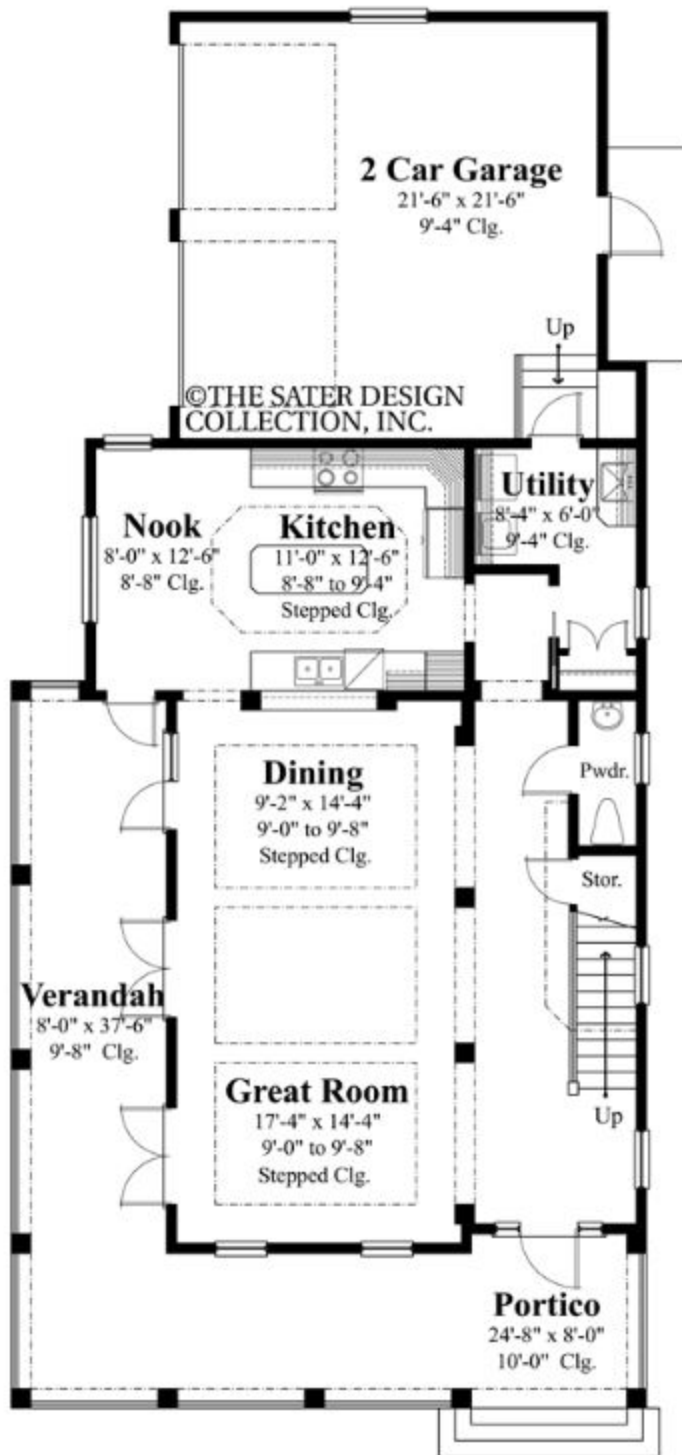 2 Car Garage
21'-6" x 21'-6"
9'-4" Clg.
Up
©THE SATER DESIGN
COLLECTION, INC.
Nook
8'-0" x 12'-6"
8'-8" Clg.
Kitchen
11'-0" x 12'-6"
8'-8" to 9'-4"
Stepped Clg.
Utility
8'-4" x 6'-0"
9'-4" Clg.
Dining
9'-2" x 14'-4"
9'-0" to 9'-8"
Stepped Clg.
Pwdr.
Stor.
Verandah
8'-0" x 37'-6"
9'-8" Clg.
Great Room
17'-4" x 14'-4"
9'-0" to 9'-8"
Stepped Clg.
Up
Portico
24'-8" x 8'-0"
10'-0" Clg.